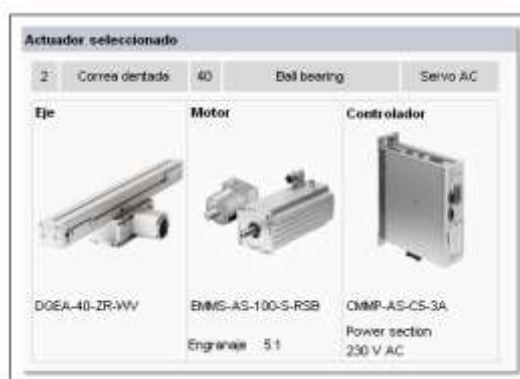 Actuador seleccionado
2 Correa dentada 40 Ball bearing Servo AC
Eje Motor Controlador
DGEA-40-ZR-WV EMMS-AS-100-S-RSB CMMP-AS-C5-3A
Engranaje 5:1
Power section
230 V AC